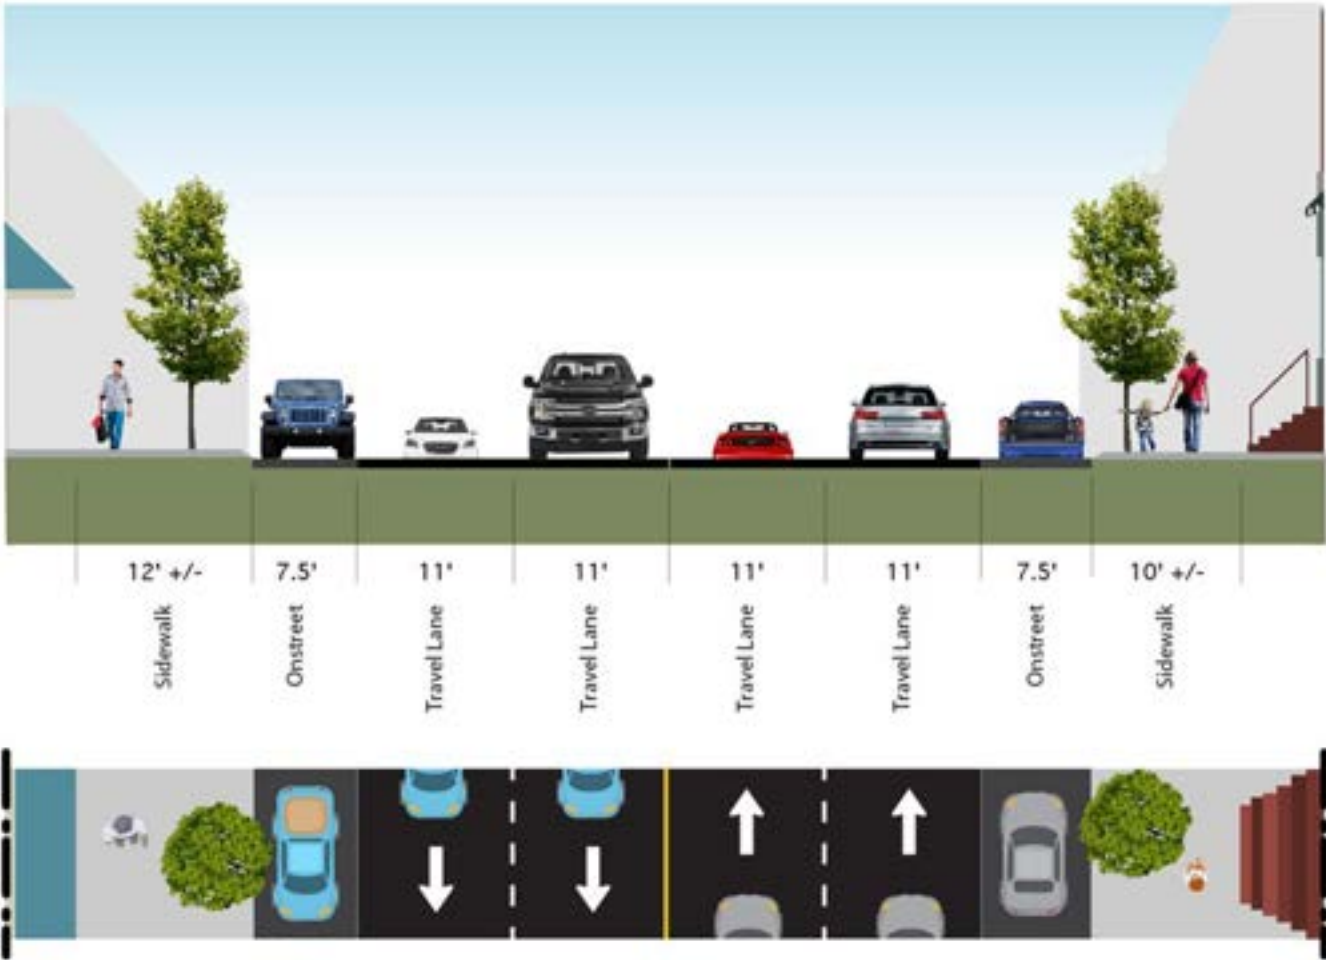 12' +/-
7.5'
11'
11'
11'
11'
7.5'
10' +/-
Sidewalk
Onstreet
Travel Lane
Travel Lane
Travel Lane
Travel Lane
Onstreet
Sidewalk